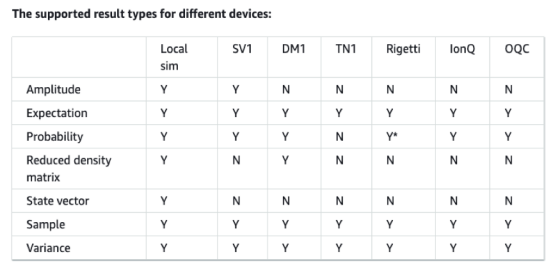 The supported result types for different devices:
Local sim SV1 DM1 TN1 Rigetti IonQ OQC
Amplitude Y Y N N N N N
Expectation Y Y Y Y Y Y Y
Probability Y Y Y N Y* Y Y
Reduced density matrix Y N Y N N N N
State vector Y N N N N N N
Sample Y Y Y Y Y Y Y
Variance Y Y Y Y Y Y Y